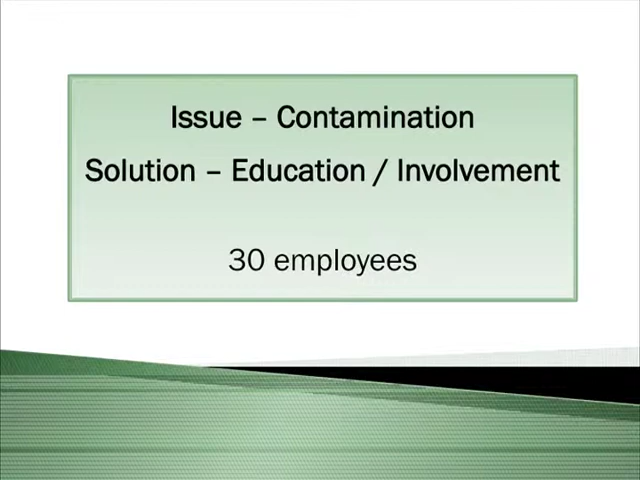 Issue – Contamination
Solution – Education / Involvement
30 employees